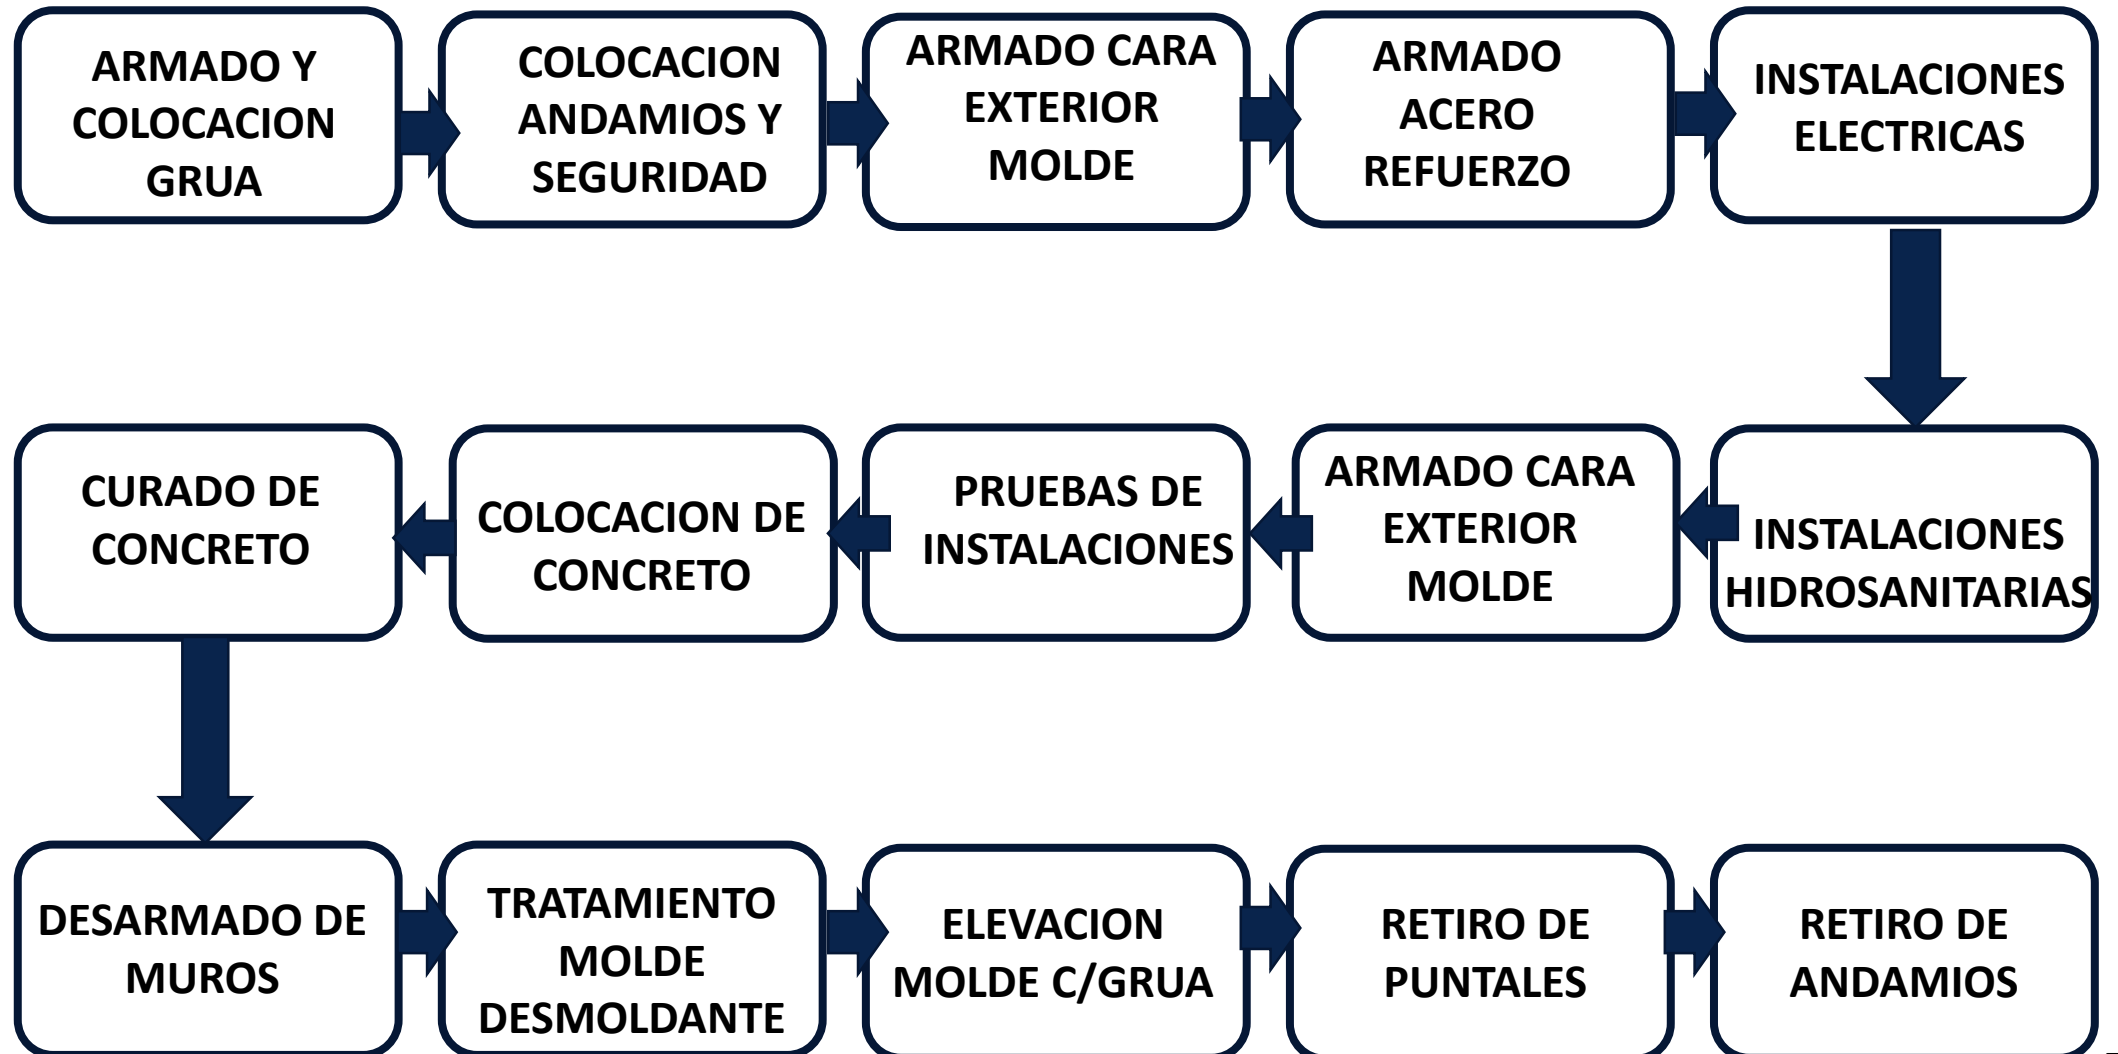 ARMADO Y
COLOCACION
GRUA
COLOCACION
ANDAMIOS Y
SEGURIDAD
ARMADO CARA
EXTERIOR
MOLDE
ARMADO
ACERO
REFUERZO
INSTALACIONES
ELECTRICAS
INSTALACIONES
HIDROSANITARIAS
ARMADO CARA
EXTERIOR
MOLDE
PRUEBAS DE
INSTALACIONES
COLOCACION DE
CONCRETO
CURADO DE
CONCRETO
DESARMADO DE
MUROS
TRATAMIENTO
MOLDE
DESMOLDANTE
ELEVACION
MOLDE C/GRUA
RETIRO DE
PUNTALES
RETIRO DE
ANDAMIOS